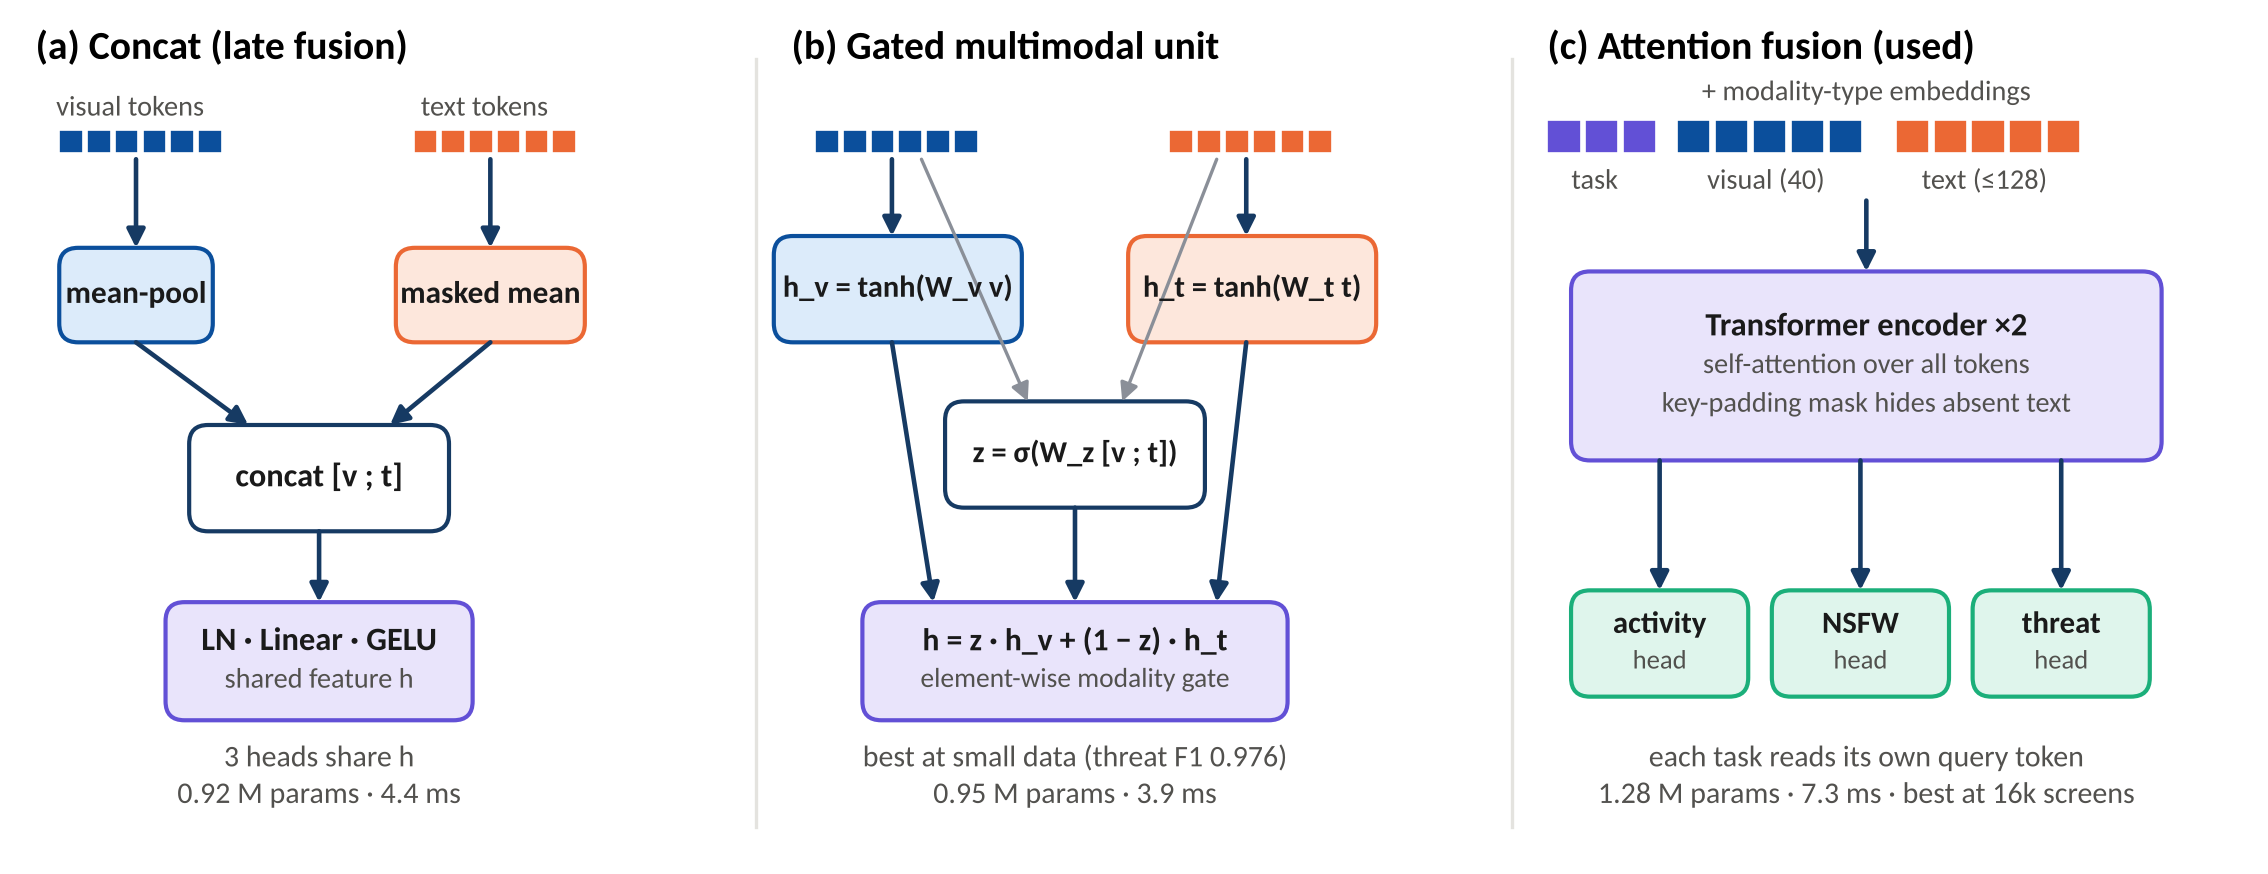 (a) Concat (late fusion)
visual tokens
text tokens
mean-pool
masked mean
concat [v ; t]
LN · Linear · GELU
shared feature h
3 heads share h
0.92 M params · 4.4 ms
(b) Gated multimodal unit
h_v = tanh(W_v v)
h_t = tanh(W_t t)
z = σ(W_z [v ; t])
h = z · h_v + (1 − z) · h_t
element-wise modality gate
best at small data (threat F1 0.976)
0.95 M params · 3.9 ms
(c) Attention fusion (used)
+ modality-type embeddings
task
visual (40)
text (≤128)
Transformer encoder ×2
self-attention over all tokens
key-padding mask hides absent text
activity
head
NSFW
head
threat
head
each task reads its own query token
1.28 M params · 7.3 ms · best at 16k screens